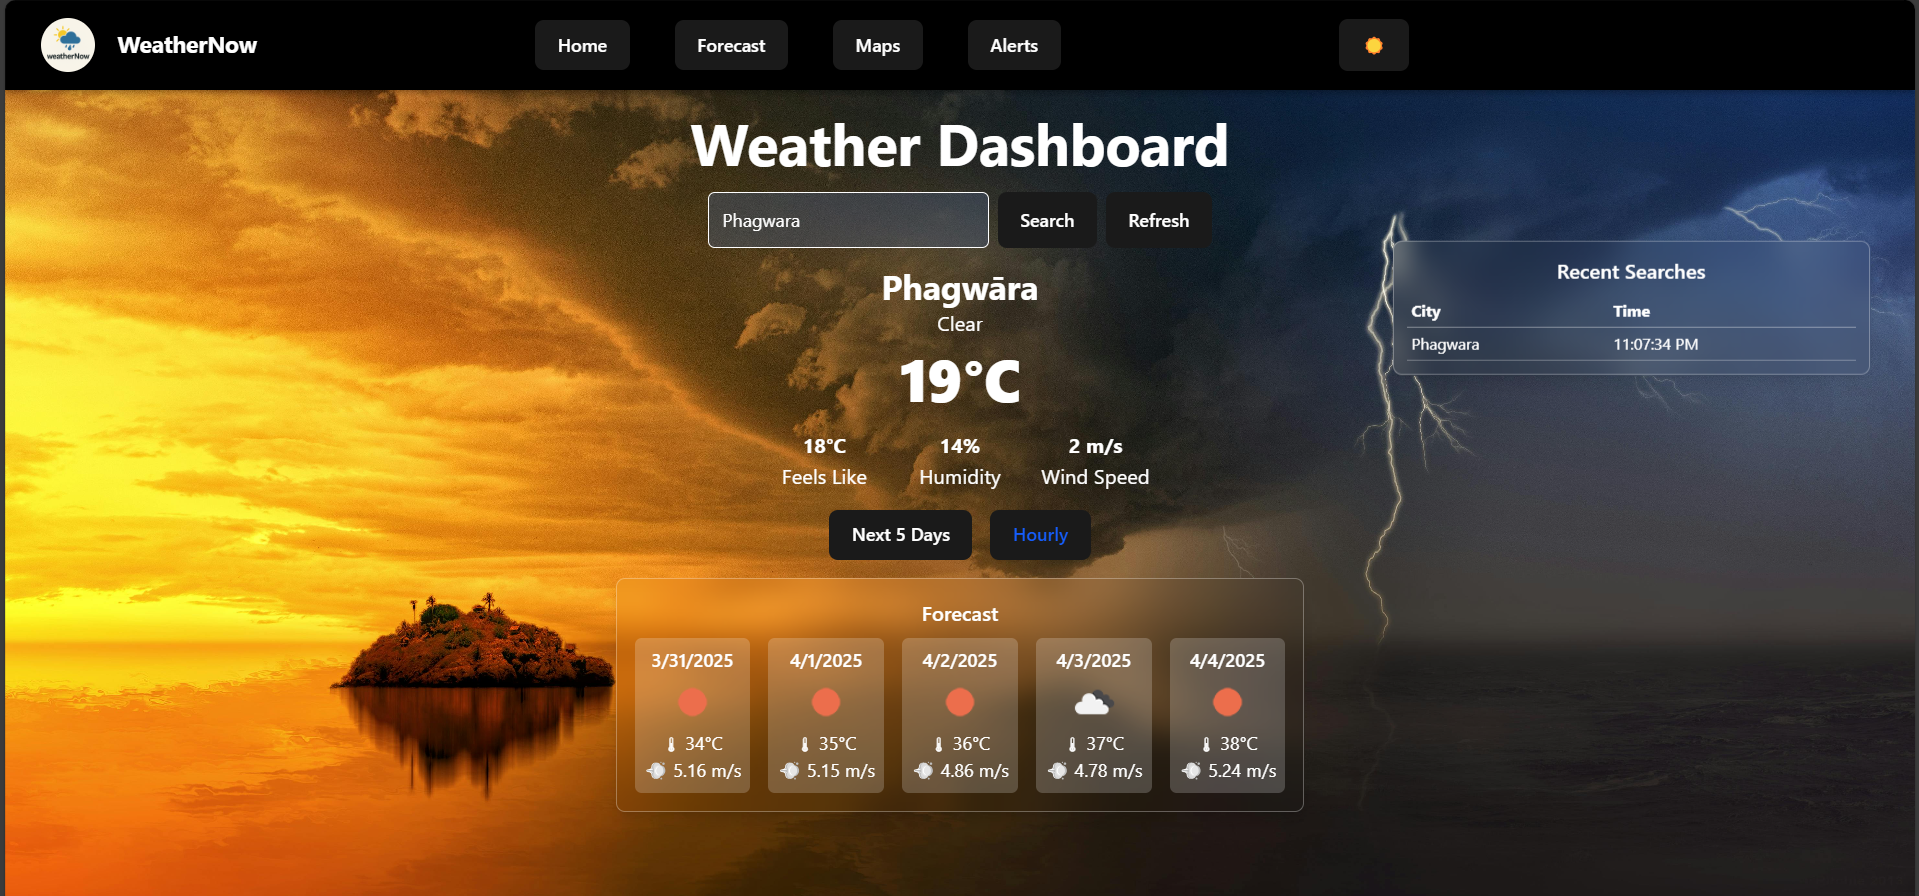 weatherNow
WeatherNow
Home
Forecast
Maps
Alerts
Weather Dashboard
Phagwara
Search
Refresh
Phagwāra
Clear
19°C
18°C
Feels Like
14%
Humidity
2 m/s
Wind Speed
Next 5 Days
Hourly
Recent Searches
City Time
Phagwara 11:07:34 PM
Forecast
3/31/2025
34°C
5.16 m/s
4/1/2025
35°C
5.15 m/s
4/2/2025
36°C
4.86 m/s
4/3/2025
37°C
4.78 m/s
4/4/2025
38°C
5.24 m/s